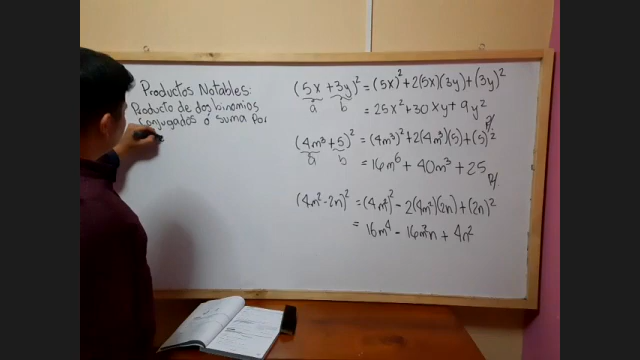 Productos Notables:
Producto de dos binomios
Conjugados ó suma Por
(5x+3y)² = (5x)²+2(5x)(3y)+(3y)²
a b
= 25x²+30xy+9y²
R/
(4m³+5)² = (4m³)²+2(4m³)(5)+(5)²
a b
= 16m⁶+40m³+25
R/
(4m²-2n)² = (4m²)²-2(4m²)(2n)+(2n)²
= 16m⁴-16m²n+4n²